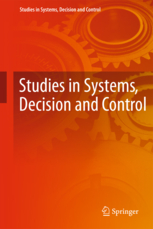 Studies in Systems, Decision and Control
Studies in Systems,
Decision and Control
Springer